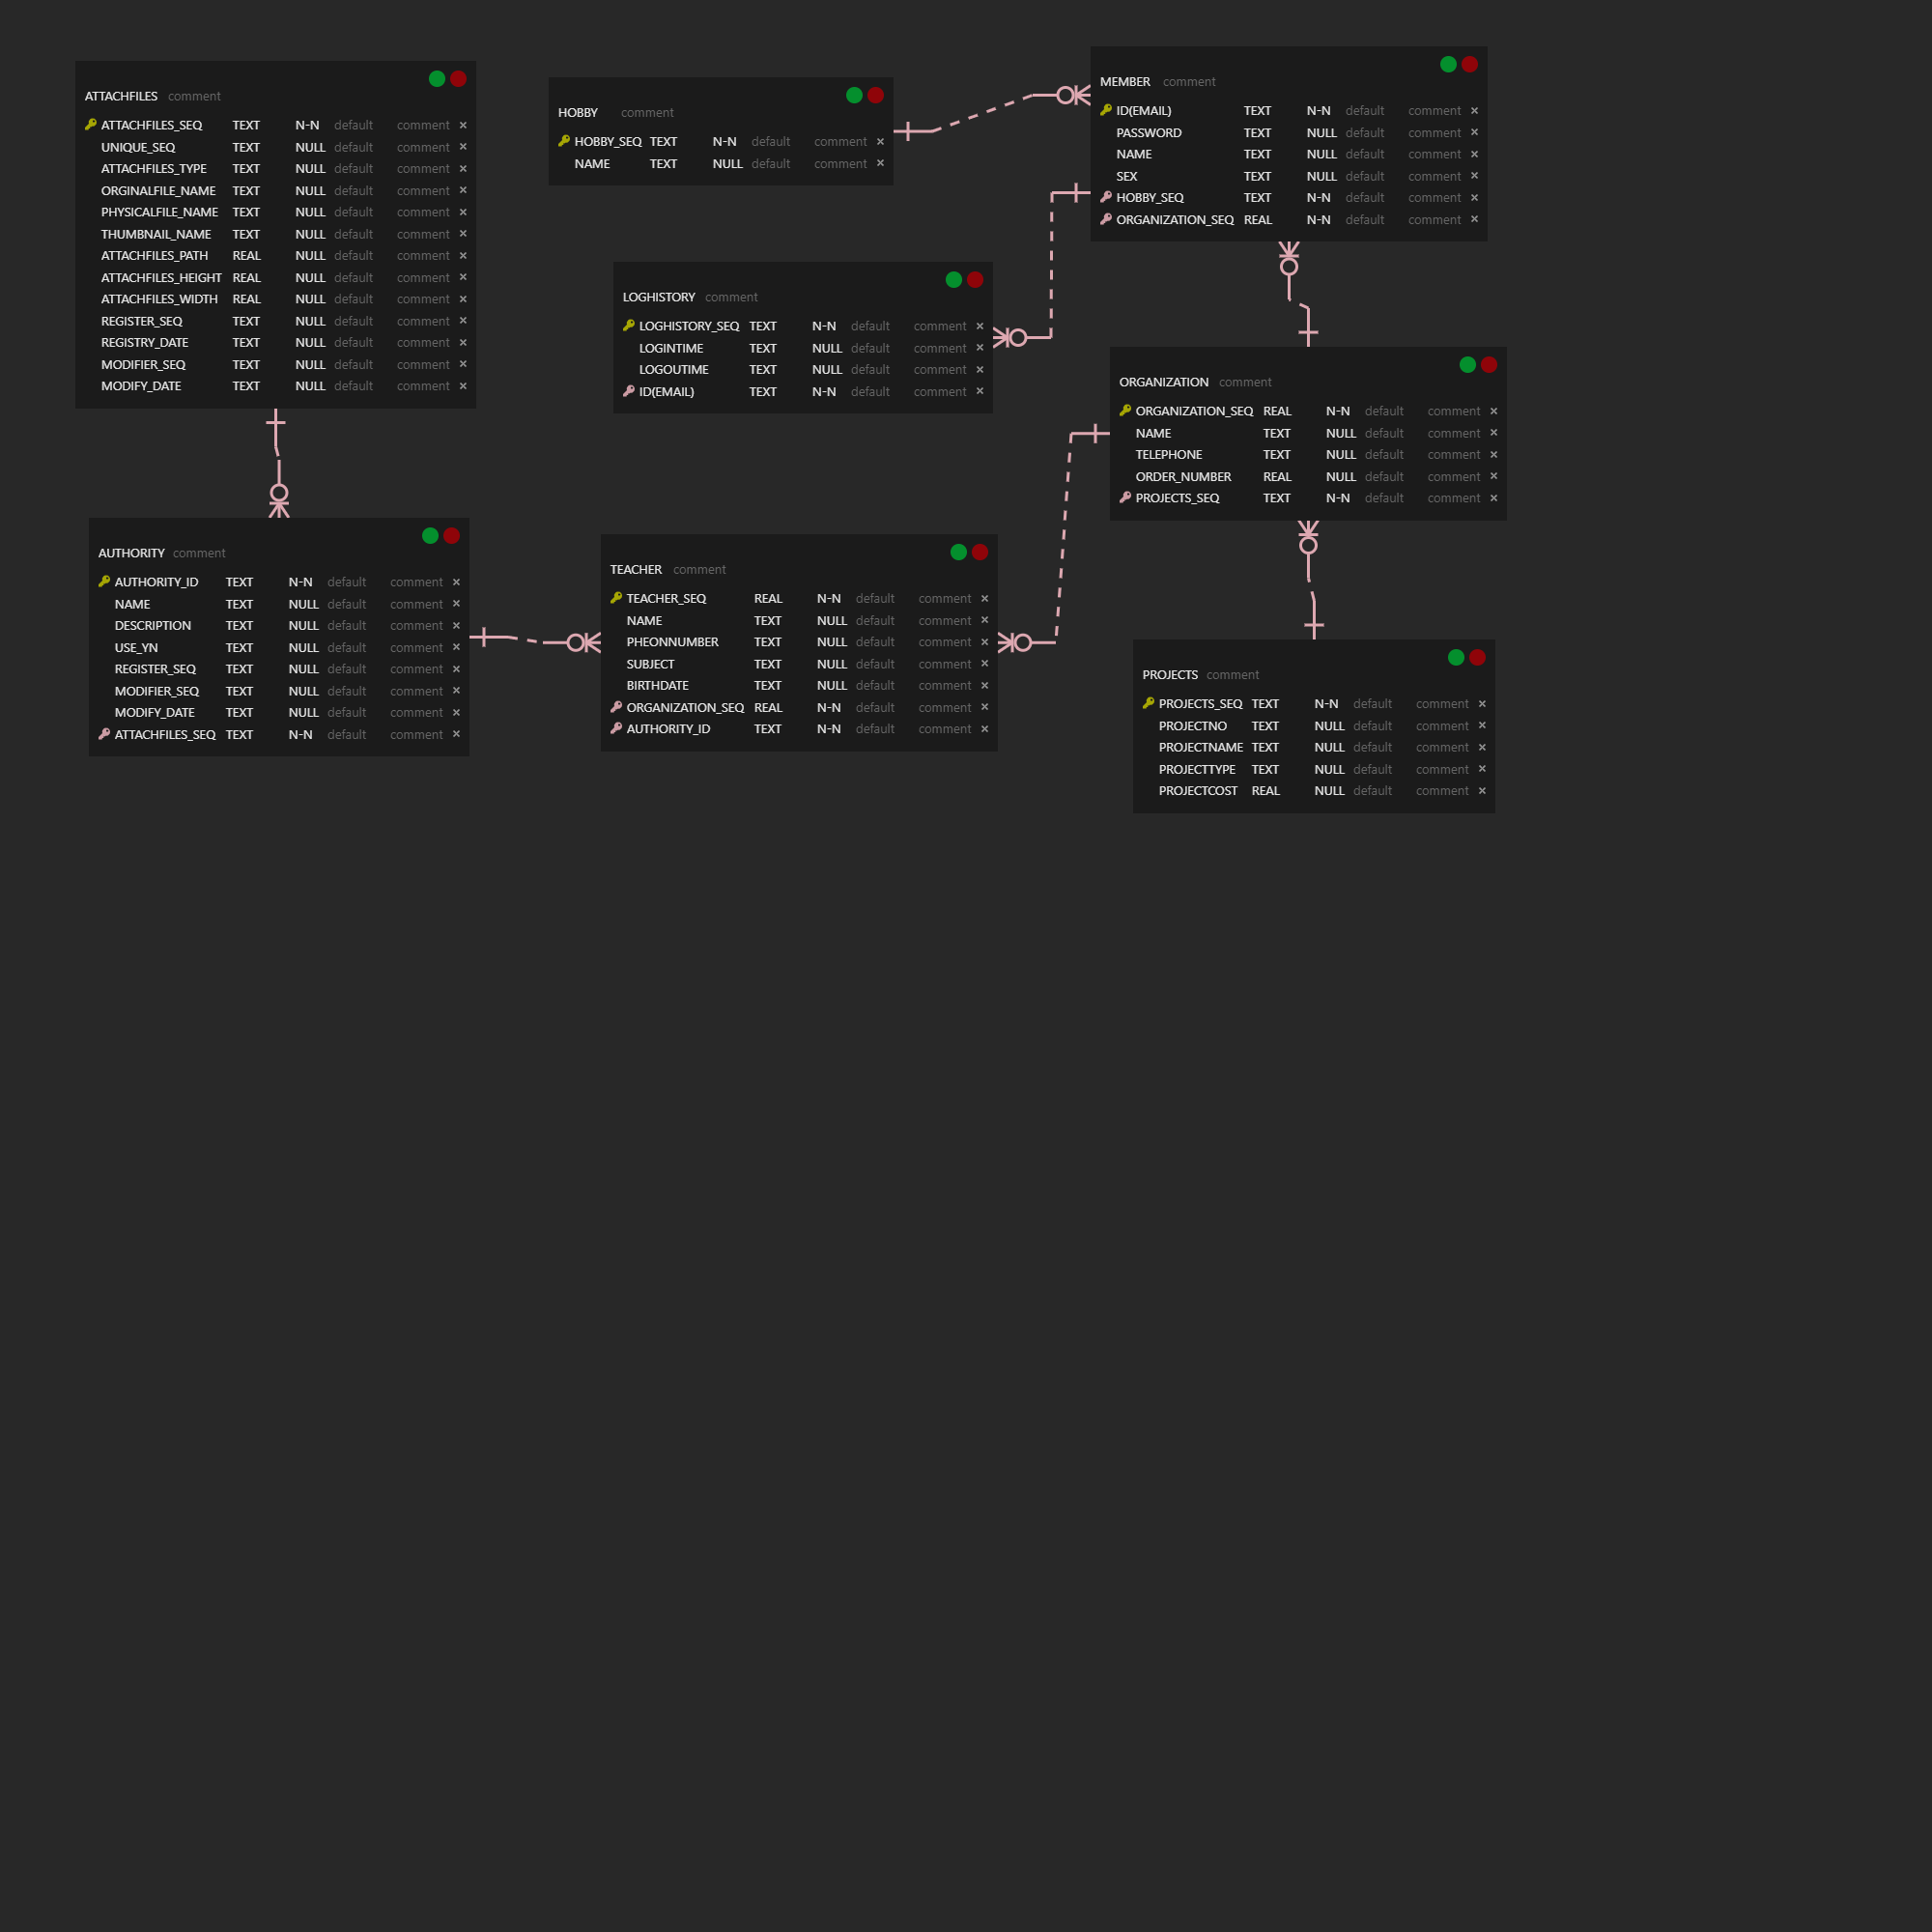 ATTACHFILES comment
ATTACHFILES_SEQ TEXT N-N default comment ×
UNIQUE_SEQ TEXT NULL default comment ×
ATTACHFILES_TYPE TEXT NULL default comment ×
ORGINALFILE_NAME TEXT NULL default comment ×
PHYSICALFILE_NAME TEXT NULL default comment ×
THUMBNAIL_NAME TEXT NULL default comment ×
ATTACHFILES_PATH REAL NULL default comment ×
ATTACHFILES_HEIGHT REAL NULL default comment ×
ATTACHFILES_WIDTH REAL NULL default comment ×
REGISTER_SEQ TEXT NULL default comment ×
REGISTRY_DATE TEXT NULL default comment ×
MODIFIER_SEQ TEXT NULL default comment ×
MODIFY_DATE TEXT NULL default comment ×
HOBBY comment
HOBBY_SEQ TEXT N-N default comment ×
NAME TEXT NULL default comment ×
MEMBER comment
ID(EMAIL) TEXT N-N default comment ×
PASSWORD TEXT NULL default comment ×
NAME TEXT NULL default comment ×
SEX TEXT NULL default comment ×
HOBBY_SEQ TEXT N-N default comment ×
ORGANIZATION_SEQ REAL N-N default comment ×
LOGHISTORY comment
LOGHISTORY_SEQ TEXT N-N default comment ×
LOGINTIME TEXT NULL default comment ×
LOGOUTIME TEXT NULL default comment ×
ID(EMAIL) TEXT N-N default comment ×
ORGANIZATION comment
ORGANIZATION_SEQ REAL N-N default comment ×
NAME TEXT NULL default comment ×
TELEPHONE TEXT NULL default comment ×
ORDER_NUMBER REAL NULL default comment ×
PROJECTS_SEQ TEXT N-N default comment ×
AUTHORITY comment
AUTHORITY_ID TEXT N-N default comment ×
NAME TEXT NULL default comment ×
DESCRIPTION TEXT NULL default comment ×
USE_YN TEXT NULL default comment ×
REGISTER_SEQ TEXT NULL default comment ×
MODIFIER_SEQ TEXT NULL default comment ×
MODIFY_DATE TEXT NULL default comment ×
ATTACHFILES_SEQ TEXT N-N default comment ×
TEACHER comment
TEACHER_SEQ REAL N-N default comment ×
NAME TEXT NULL default comment ×
PHEONNUMBER TEXT NULL default comment ×
SUBJECT TEXT NULL default comment ×
BIRTHDATE TEXT NULL default comment ×
ORGANIZATION_SEQ REAL N-N default comment ×
AUTHORITY_ID TEXT N-N default comment ×
PROJECTS comment
PROJECTS_SEQ TEXT N-N default comment ×
PROJECTNO TEXT NULL default comment ×
PROJECTNAME TEXT NULL default comment ×
PROJECTTYPE TEXT NULL default comment ×
PROJECTCOST REAL NULL default comment ×